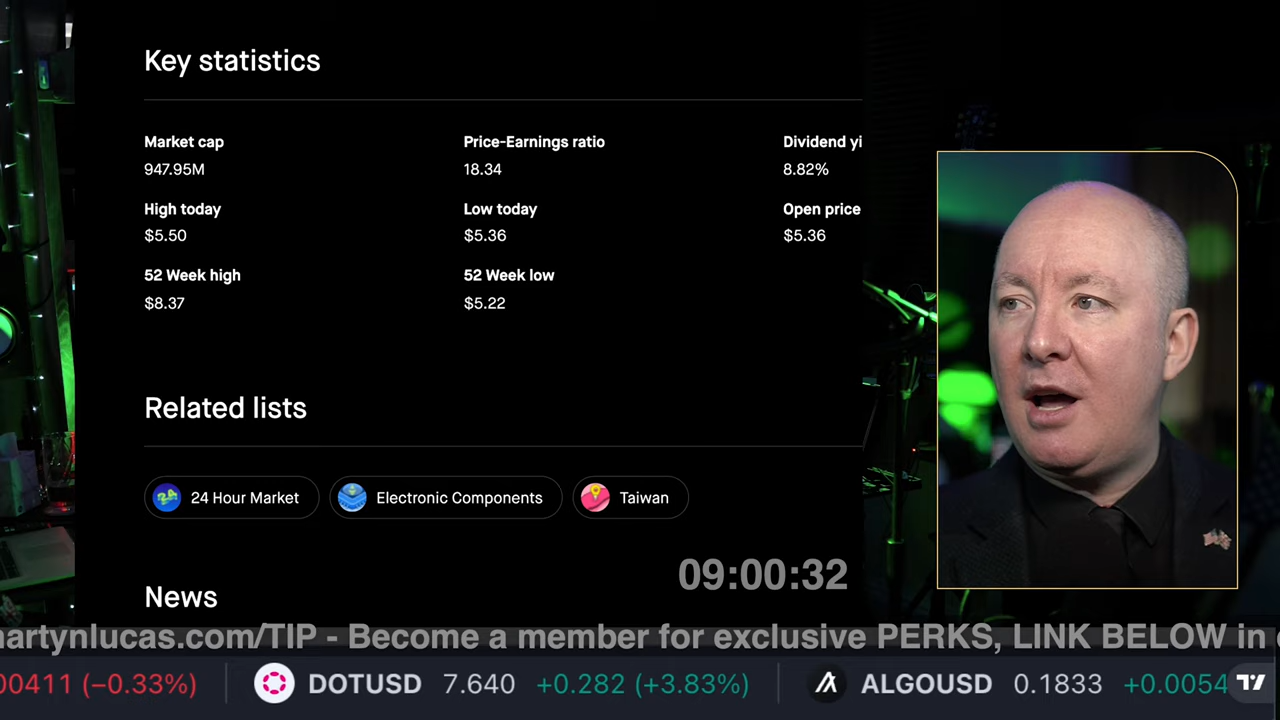 Key statistics
Market cap
947.95M
Price-Earnings ratio
18.34
Dividend yi
8.82%
High today
$5.50
Low today
$5.36
Open price
$5.36
52 Week high
$8.37
52 Week low
$5.22
Related lists
24 Hour Market
Electronic Components
Taiwan
09:00:32
News
nartynlucas.com/TIP - Become a member for exclusive PERKS, LINK BELOW in
00411 (−0.33%)
DOTUSD 7.640 +0.282 (+3.83%)
ALGOUSD 0.1833 +0.0054